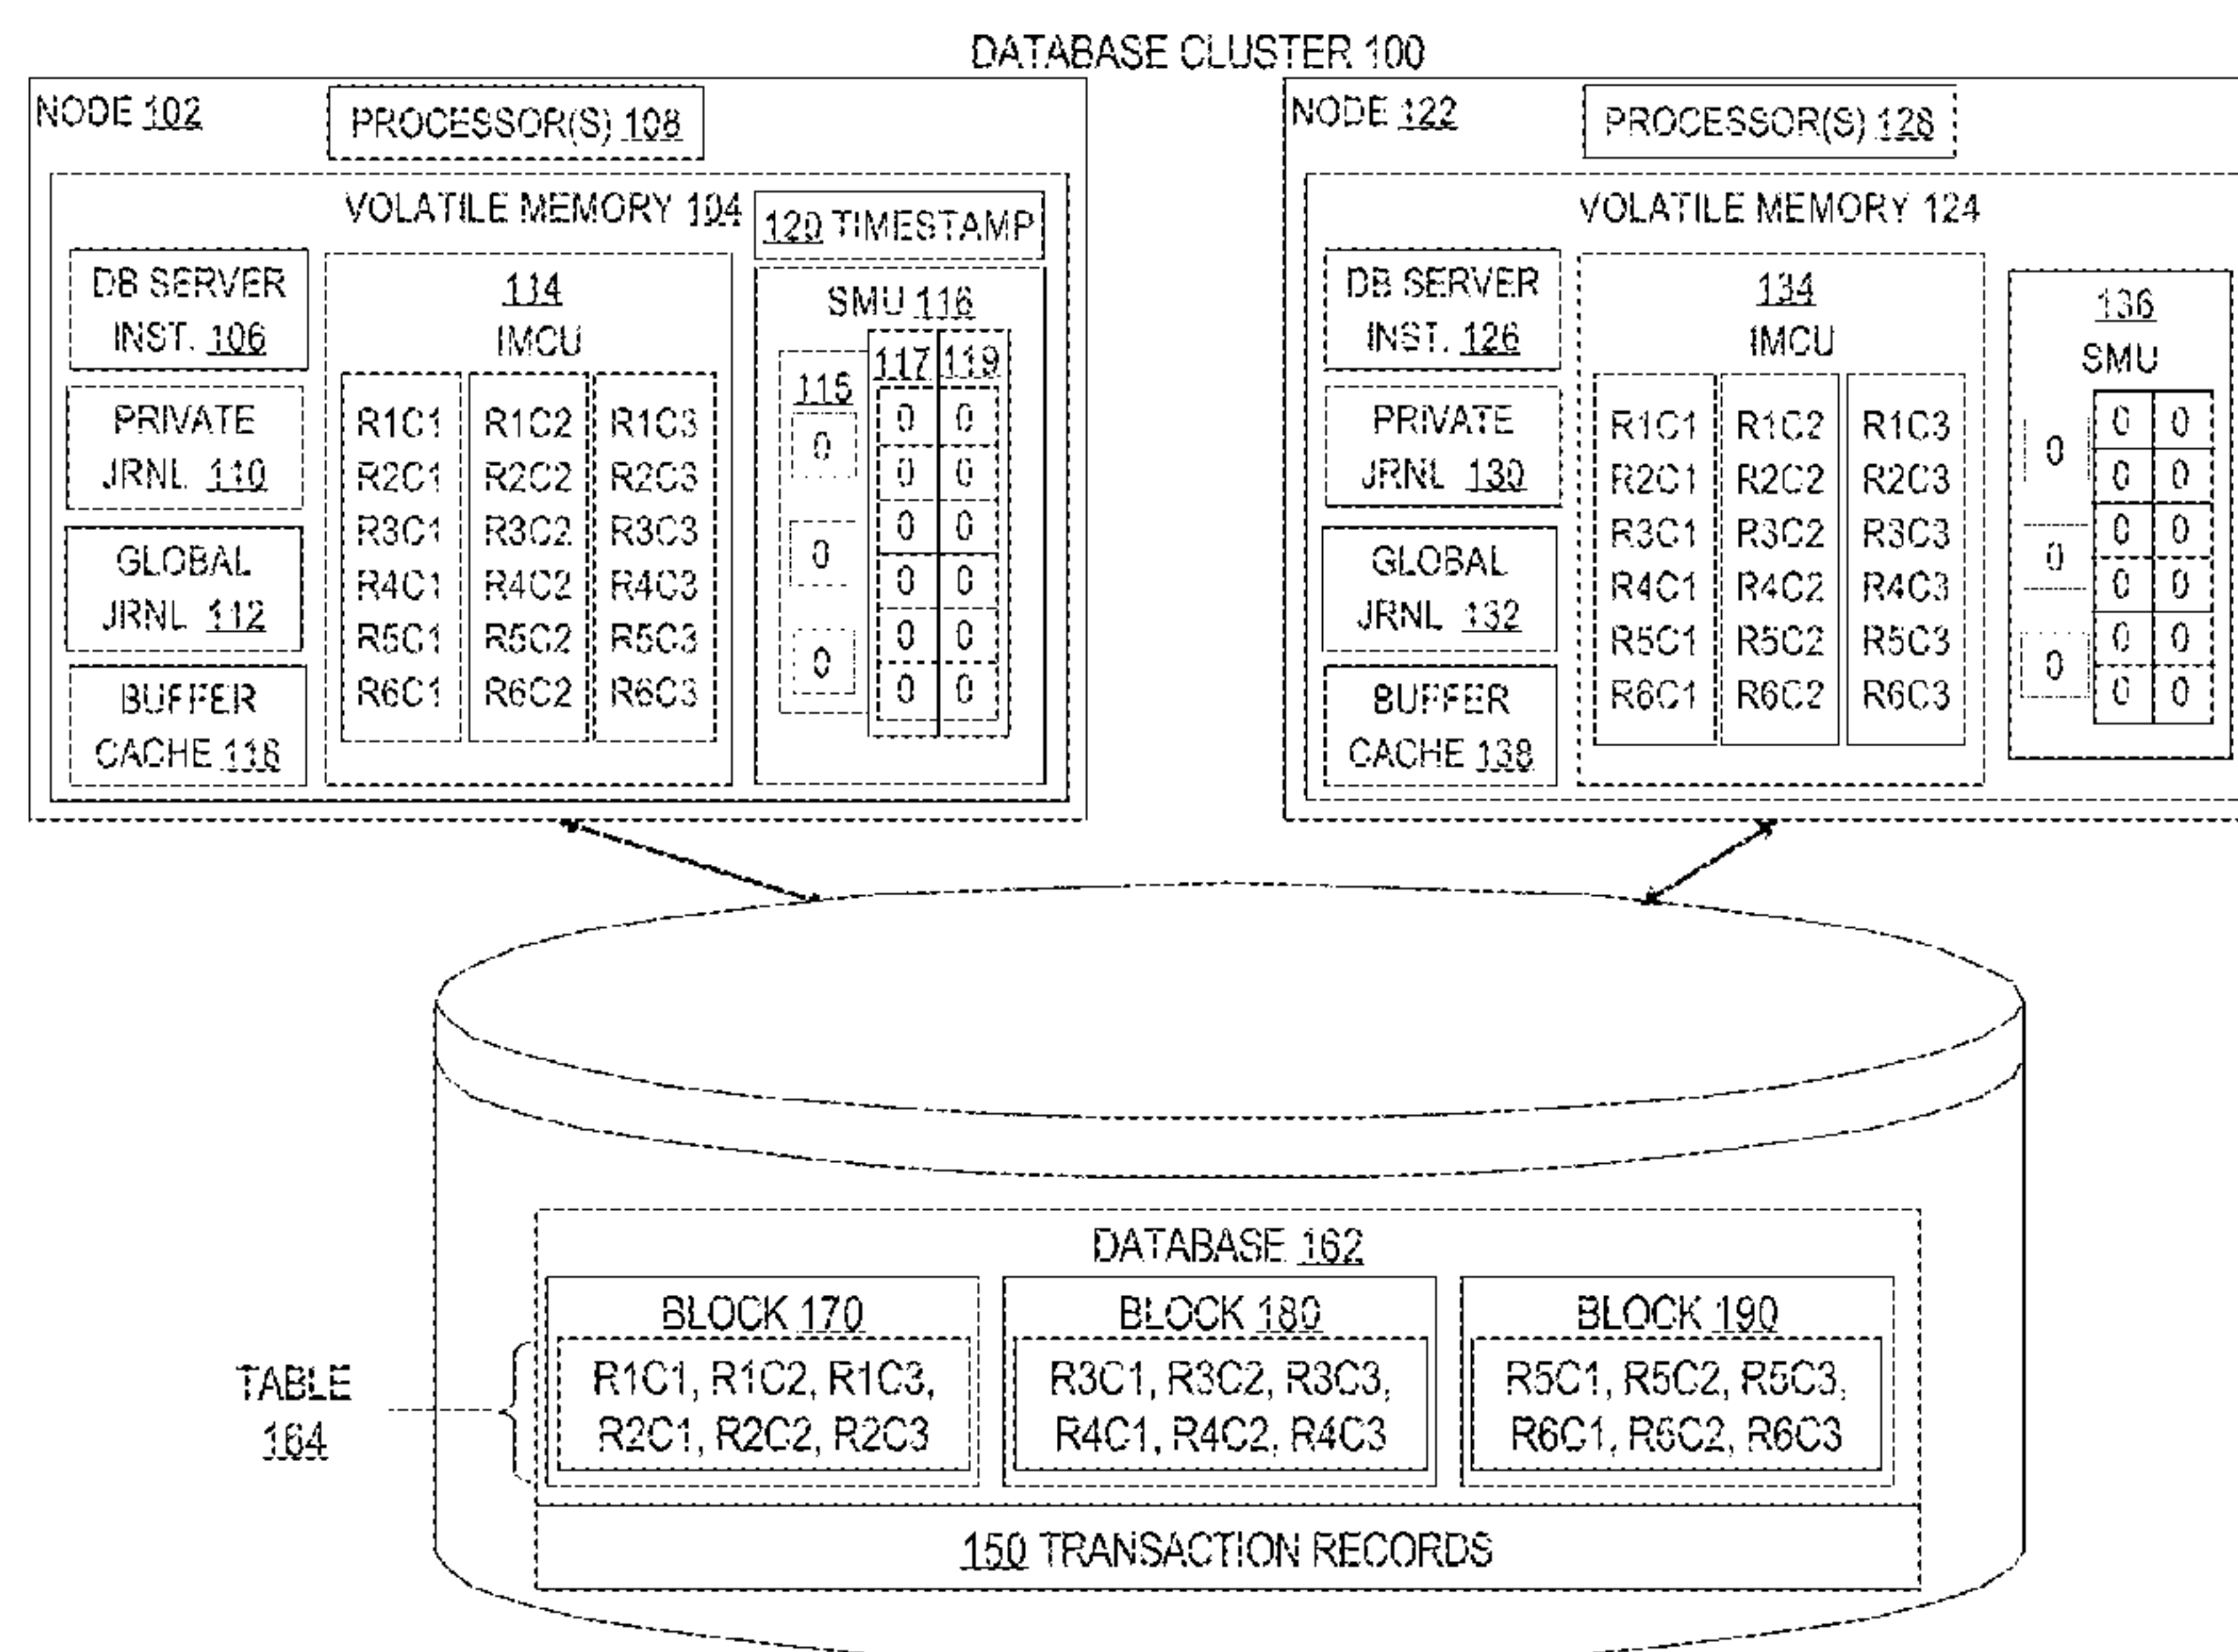 DATABASE CLUSTER 100
NODE 102
PROCESSOR(S) 108
VOLATILE MEMORY 104
120 TIMESTAMP
DB SERVER
INST. 106
PRIVATE
JRNL 110
GLOBAL
JRNL 112
BUFFER
CACHE 118
114
IMCU
R1C1 R1C2 R1C3
R2C1 R2C2 R2C3
R3C1 R3C2 R3C3
R4C1 R4C2 R4C3
R5C1 R5C2 R5C3
R6C1 R6C2 R6C3
SMU 116
115 117 119
0 0 0
0 0
0 0 0
0 0
0 0 0
0 0
NODE 122
PROCESSOR(S) 128
VOLATILE MEMORY 124
DB SERVER
INST. 126
PRIVATE
JRNL 130
GLOBAL
JRNL 132
BUFFER
CACHE 138
134
IMCU
R1C1 R1C2 R1C3
R2C1 R2C2 R2C3
R3C1 R3C2 R3C3
R4C1 R4C2 R4C3
R5C1 R5C2 R5C3
R6C1 R6C2 R6C3
136
SMU
0 0 0
0 0
0 0 0
0 0
0 0 0
0 0
DATABASE 162
BLOCK 170
R1C1, R1C2, R1C3,
R2C1, R2C2, R2C3
BLOCK 180
R3C1, R3C2, R3C3,
R4C1, R4C2, R4C3
BLOCK 190
R5C1, R5C2, R5C3,
R6C1, R6C2, R6C3
TABLE
164
150 TRANSACTION RECORDS